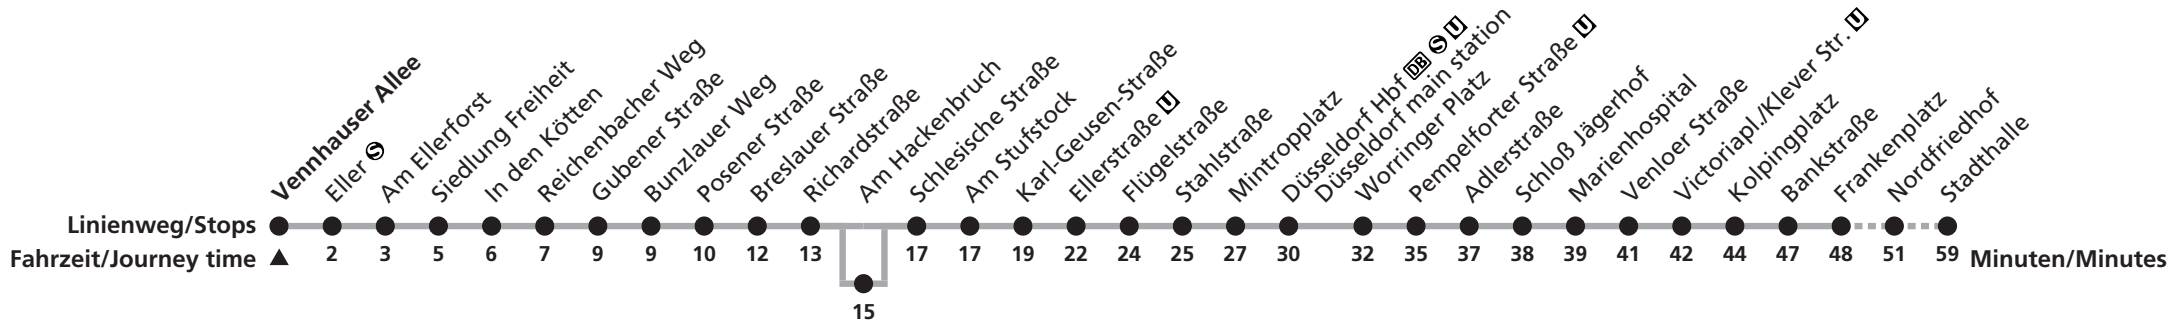 Vennhauser Allee
Eller S
Am Ellerforst
Siedlung Freiheit
In den Kötten
Reichenbacher Weg
Gubener Straße
Bunzlauer Weg
Posener Straße
Breslauer Straße
Richardstraße
Am Hackenbruch
Schlesische Straße
Am Stufstock
Karl-Geusen-Straße
Ellerstraße U
Flügelstraße
Stahlstraße
Mintropplatz
Düsseldorf Hbf DB S U
Düsseldorf main station
Worringer Platz
Pempelforter Straße U
Adlerstraße
Schloß Jägerhof
Marienhospital
Venloer Straße
Victoriapl./Klever Str. U
Kolpingplatz
Bankstraße
Frankenplatz
Nordfriedhof
Stadthalle
Linienweg/Stops
Fahrzeit/Journey time 2 3 5 6 7 9 9 10 12 13 17 17 19 22 24 25 27 30 32 35 37 38 39 41 42 44 47 48 51 59 Minuten/Minutes
15